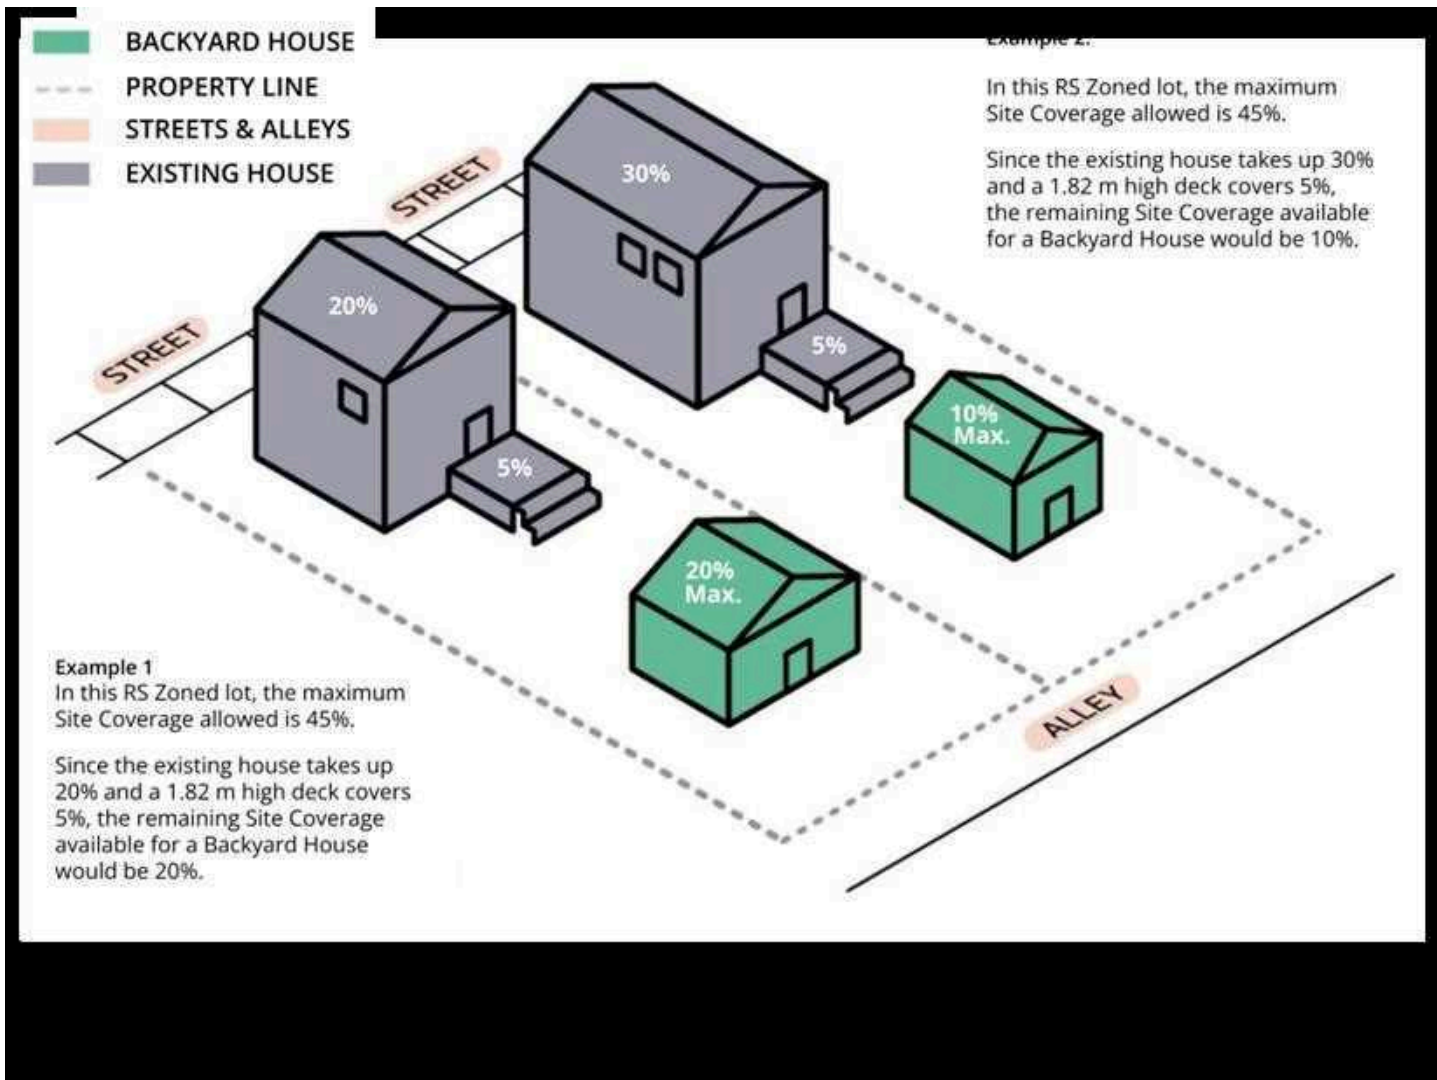 BACKYARD HOUSE
PROPERTY LINE
STREETS & ALLEYS
EXISTING HOUSE
Example 2.
In this RS Zoned lot, the maximum
Site Coverage allowed is 45%.
Since the existing house takes up 30%
and a 1.82 m high deck covers 5%,
the remaining Site Coverage available
for a Backyard House would be 10%.
STREET
30%
5%
10%
Max.
STREET
20%
5%
20%
Max.
ALLEY
Example 1
In this RS Zoned lot, the maximum
Site Coverage allowed is 45%.
Since the existing house takes up
20% and a 1.82 m high deck covers
5%, the remaining Site Coverage
available for a Backyard House
would be 20%.